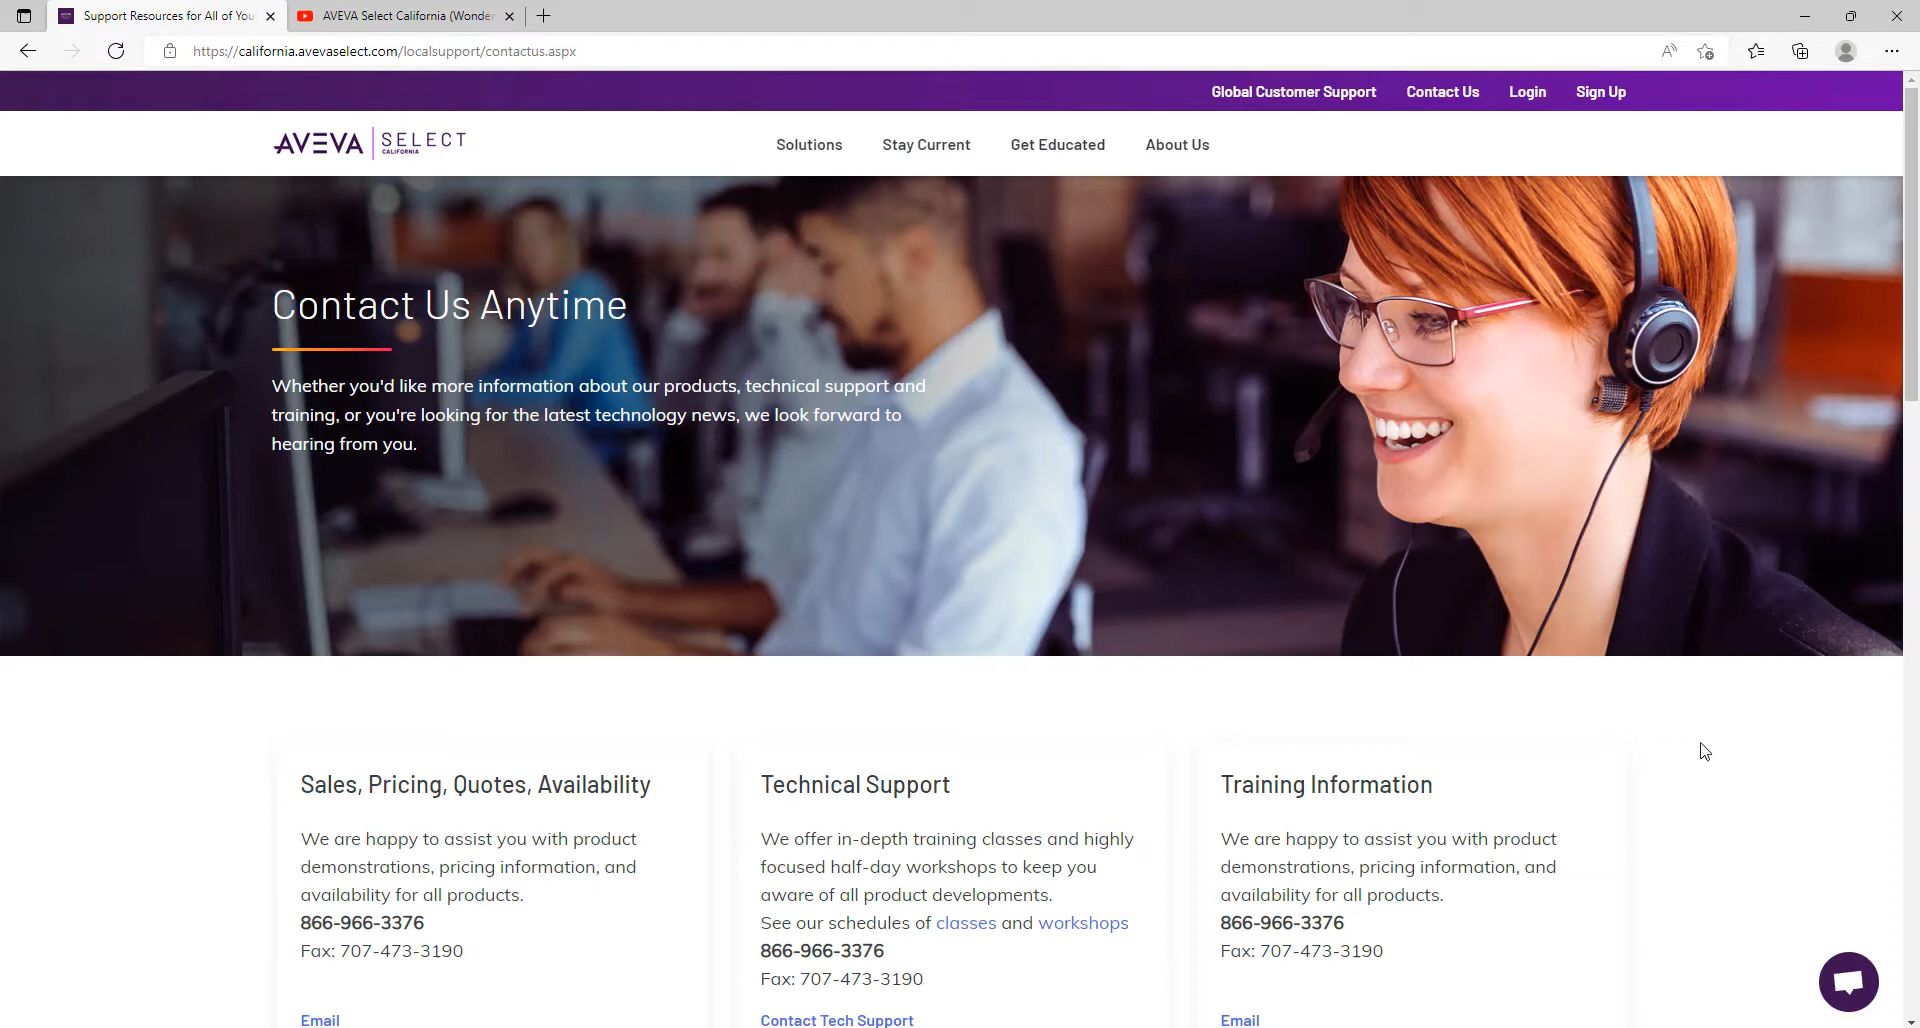 Support Resources for All of You
AVEVA Select California (Wonder
https://california.avevaselect.com/localsupport/contactus.aspx
Global Customer Support
Contact Us
Login
Sign Up
AVEVA SELECT
CALIFORNIA
Solutions
Stay Current
Get Educated
About Us
Contact Us Anytime
Whether you'd like more information about our products, technical support and
training, or you're looking for the latest technology news, we look forward to
hearing from you.
Sales, Pricing, Quotes, Availability
We are happy to assist you with product
demonstrations, pricing information, and
availability for all products.
866-966-3376
Fax: 707-473-3190
Email
Technical Support
We offer in-depth training classes and highly
focused half-day workshops to keep you
aware of all product developments.
See our schedules of classes and workshops
866-966-3376
Fax: 707-473-3190
Contact Tech Support
Training Information
We are happy to assist you with product
demonstrations, pricing information, and
availability for all products.
866-966-3376
Fax: 707-473-3190
Email